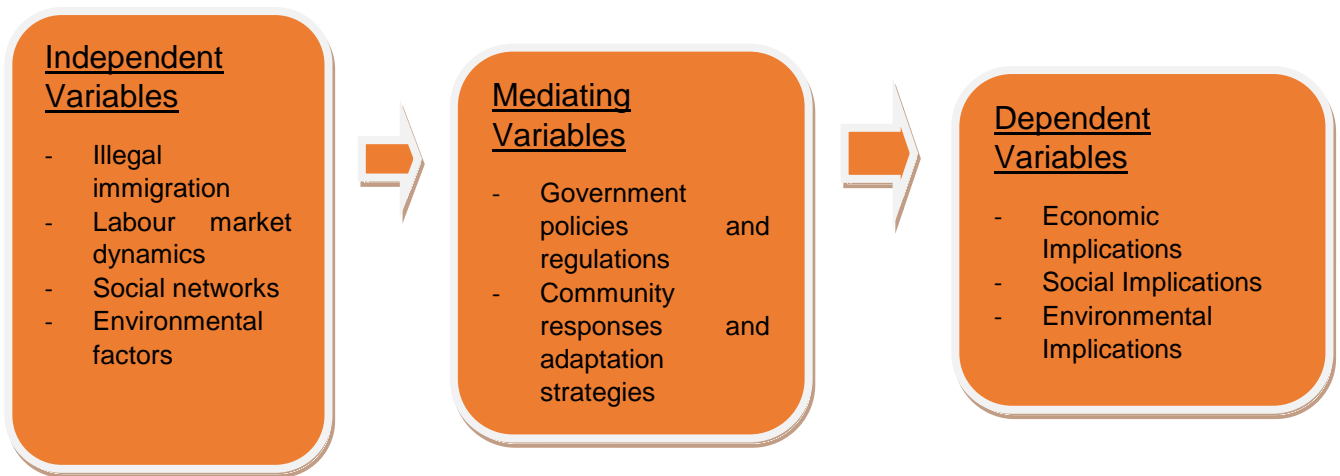 Independent
Variables
- Illegal
immigration
- Labour market
dynamics
- Social networks
- Environmental
factors
Mediating
Variables
- Government
policies and
regulations
- Community
responses and
adaptation
strategies
Dependent
Variables
- Economic
Implications
- Social Implications
- Environmental
Implications